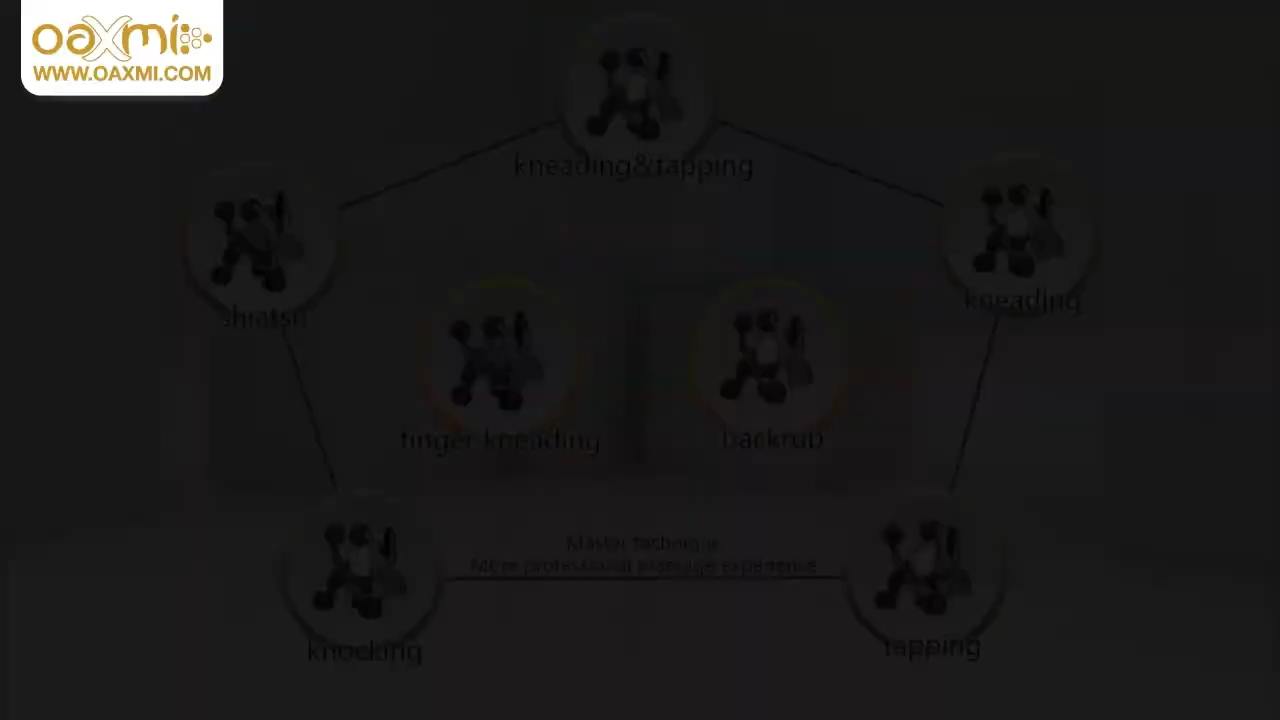 oaxmi
WWW.OAXMI.COM
kneading&tapping
shiatsu
kneading
finger kneading
backrub
Master technique
More professional massage experience
knocking
tapping